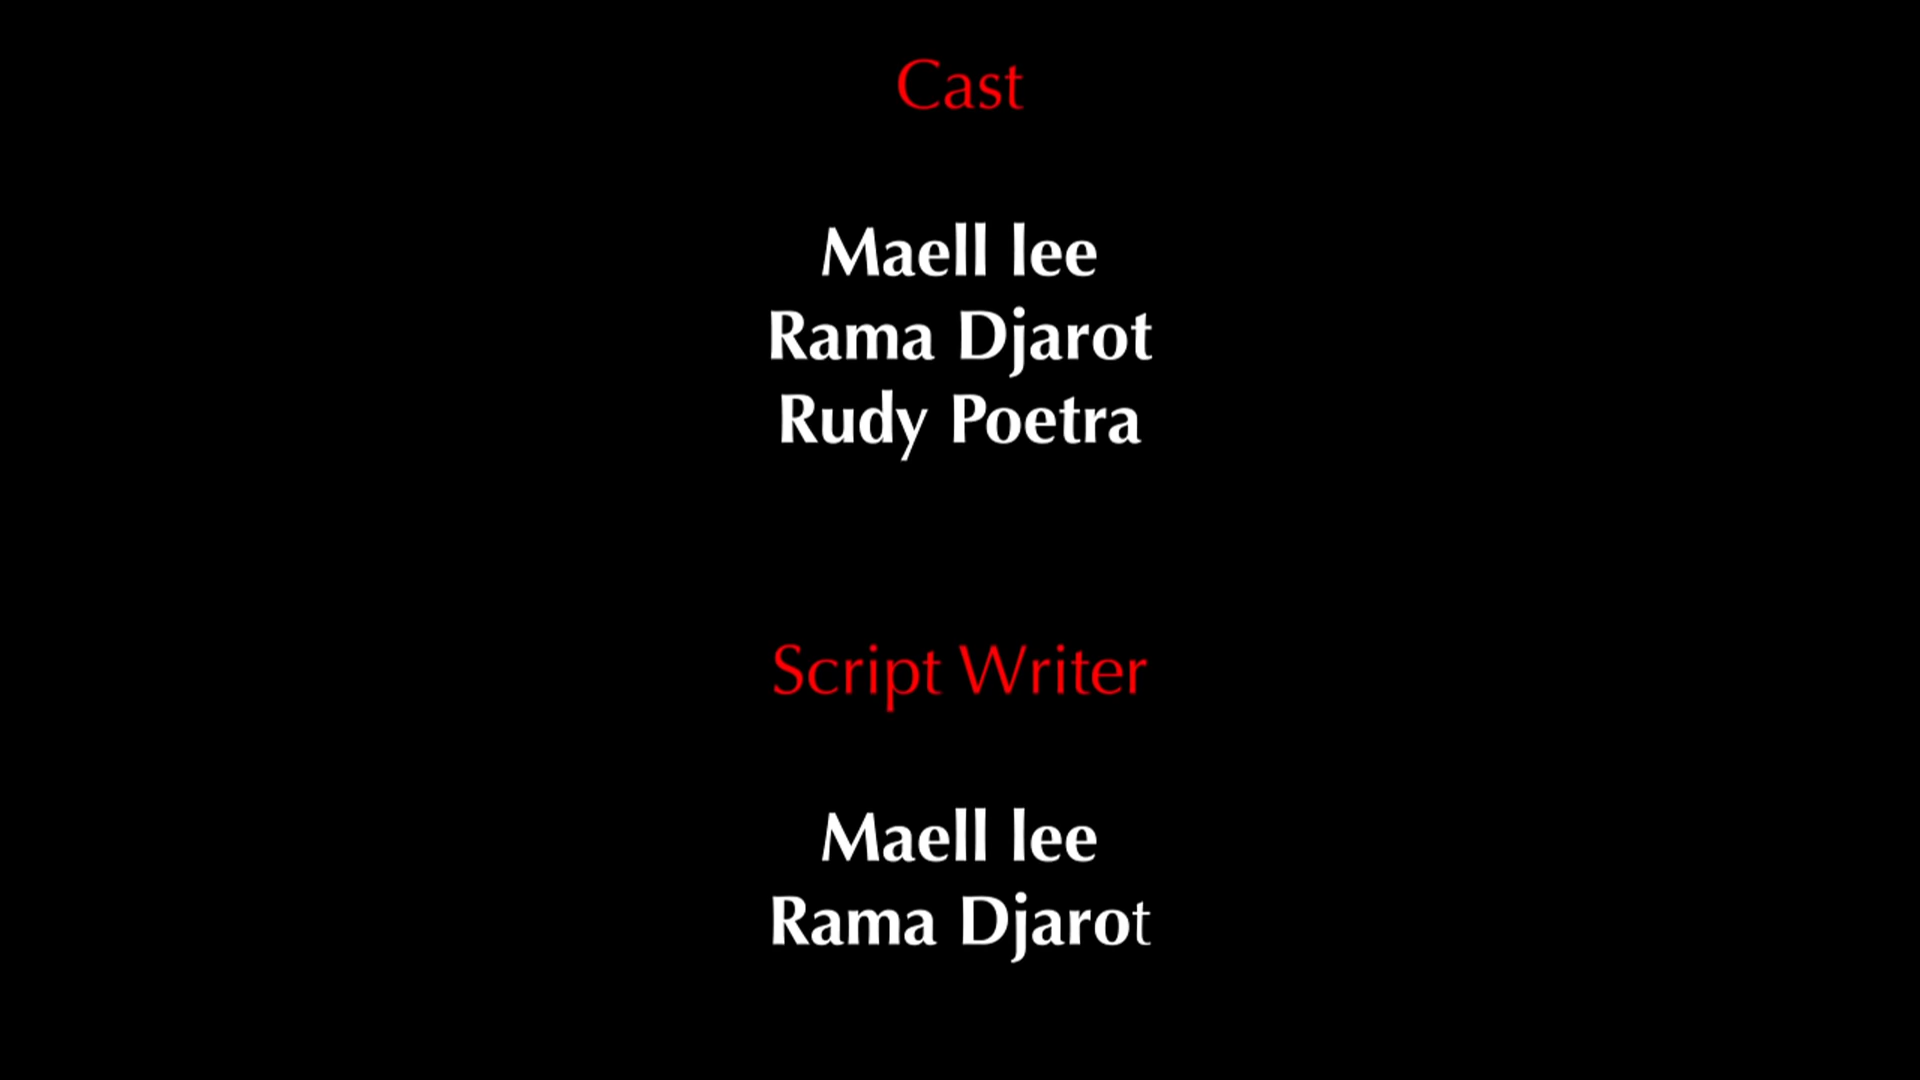 Cast
Maell lee
Rama Djarot
Rudy Poetra
Script Writer
Maell lee
Rama Djarot